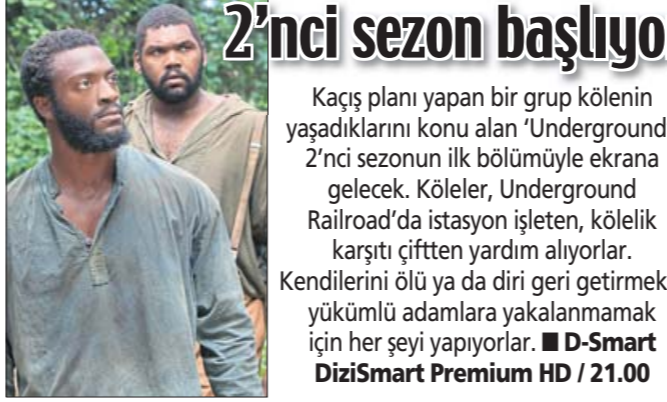 2'nci sezon başlıyo
Kaçış planı yapan bir grup kölenin
yaşadıklarını konu alan ‘Underground
2’nci sezonun ilk bölümüyle ekrana
gelecek. Köleler, Underground
Railroad’da istasyon işleten, kölelik
karşıtı çiftten yardım alıyorlar.
Kendilerini ölü ya da diri geri getirmek
yükümlü adamlara yakalanmamak
için her şeyi yapıyorlar. ■ D-Smart
DiziSmart Premium HD / 21.00